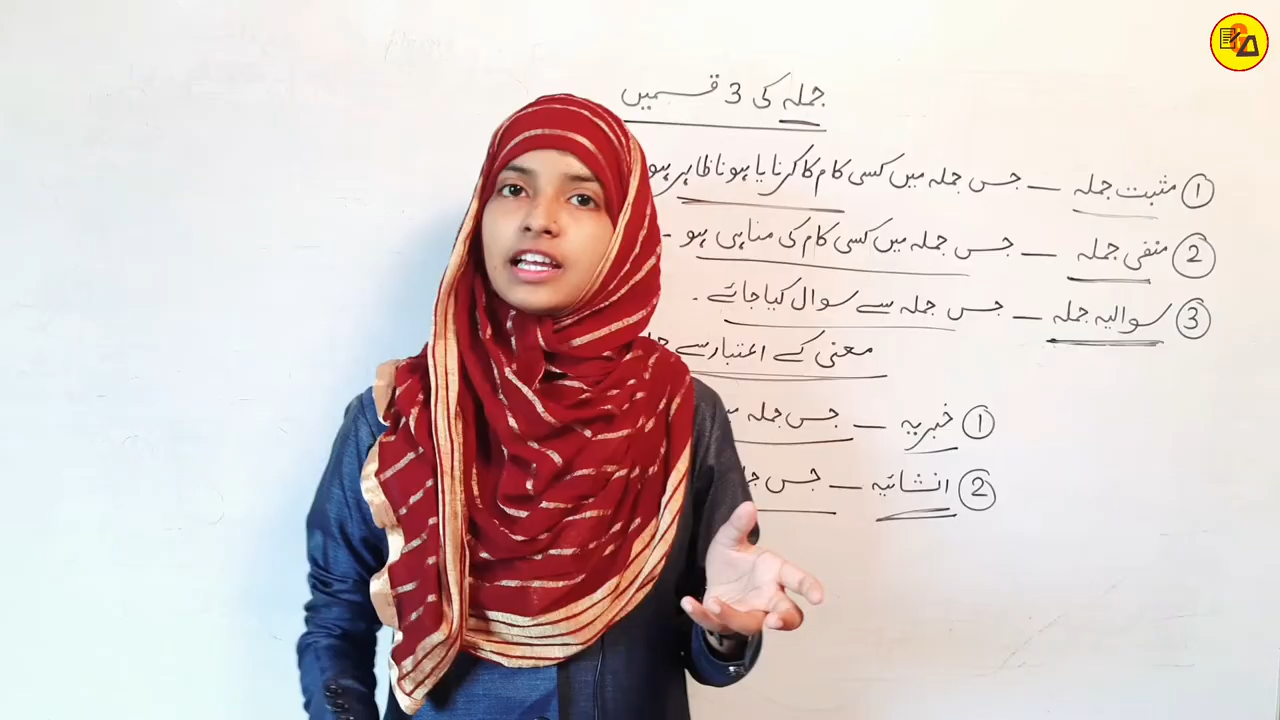 جملہ کی 3 قسمیں
① مثبت جملہ – جس جملہ میں کسی کام کا کرنا یا ہونا ظاہر ہو
② منفی جملہ – جس جملہ میں کسی کام کی مناہی ہو -
③ سوالیہ جملہ – جس جملہ سے سوال کیا جائے ۔
معنی کے اعتبار سے
① خبریہ – جس جملہ
② انشائیہ – جس